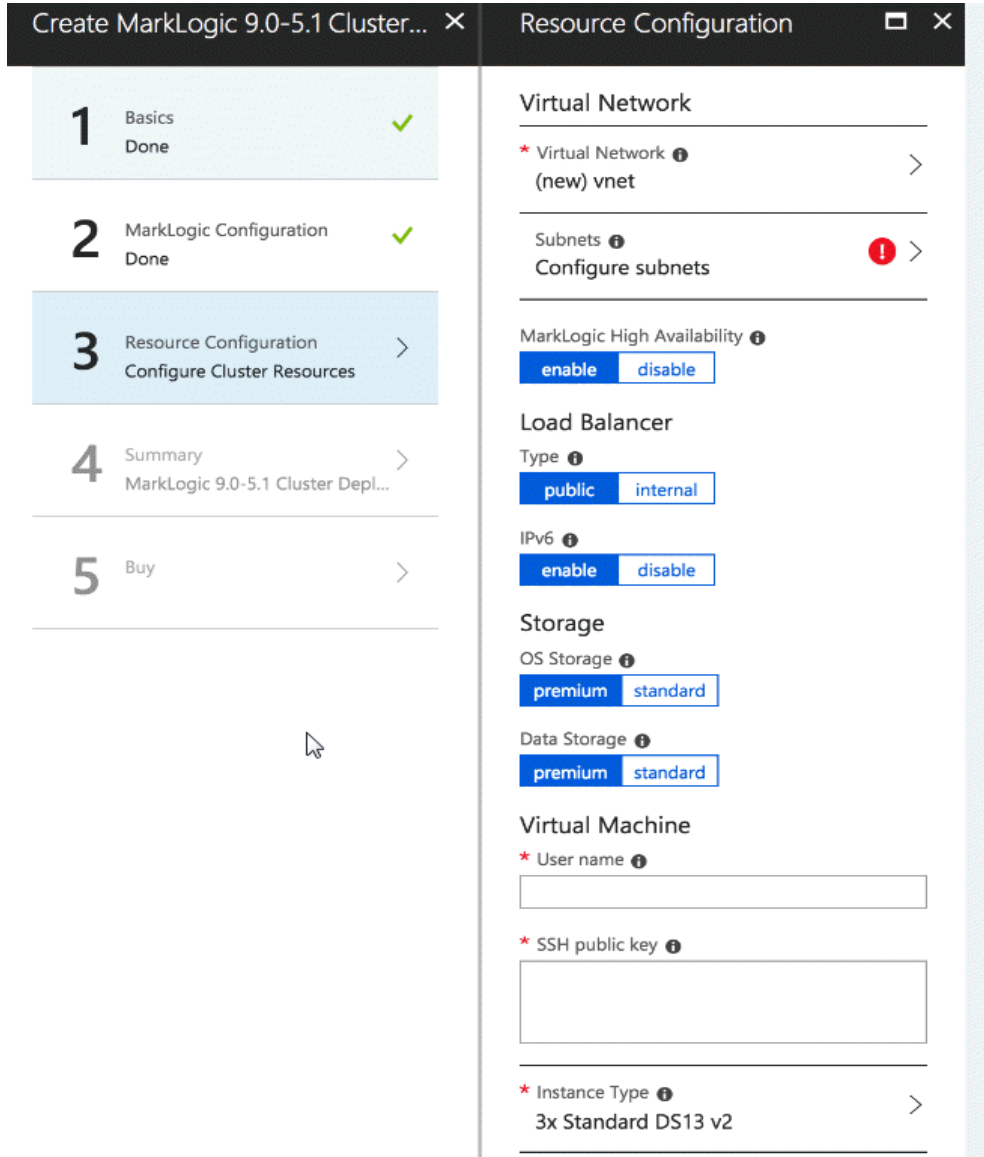 Create MarkLogic 9.0-5.1 Cluster...
1
Basics
Done
2
MarkLogic Configuration
Done
3
Resource Configuration
Configure Cluster Resources
4
Summary
MarkLogic 9.0-5.1 Cluster Depl...
5
Buy
Resource Configuration
Virtual Network
* Virtual Network
(new) vnet
Subnets
Configure subnets
MarkLogic High Availability
enable disable
Load Balancer
Type
public internal
IPv6
enable disable
Storage
OS Storage
premium standard
Data Storage
premium standard
Virtual Machine
* User name
* SSH public key
* Instance Type
3x Standard DS13 v2